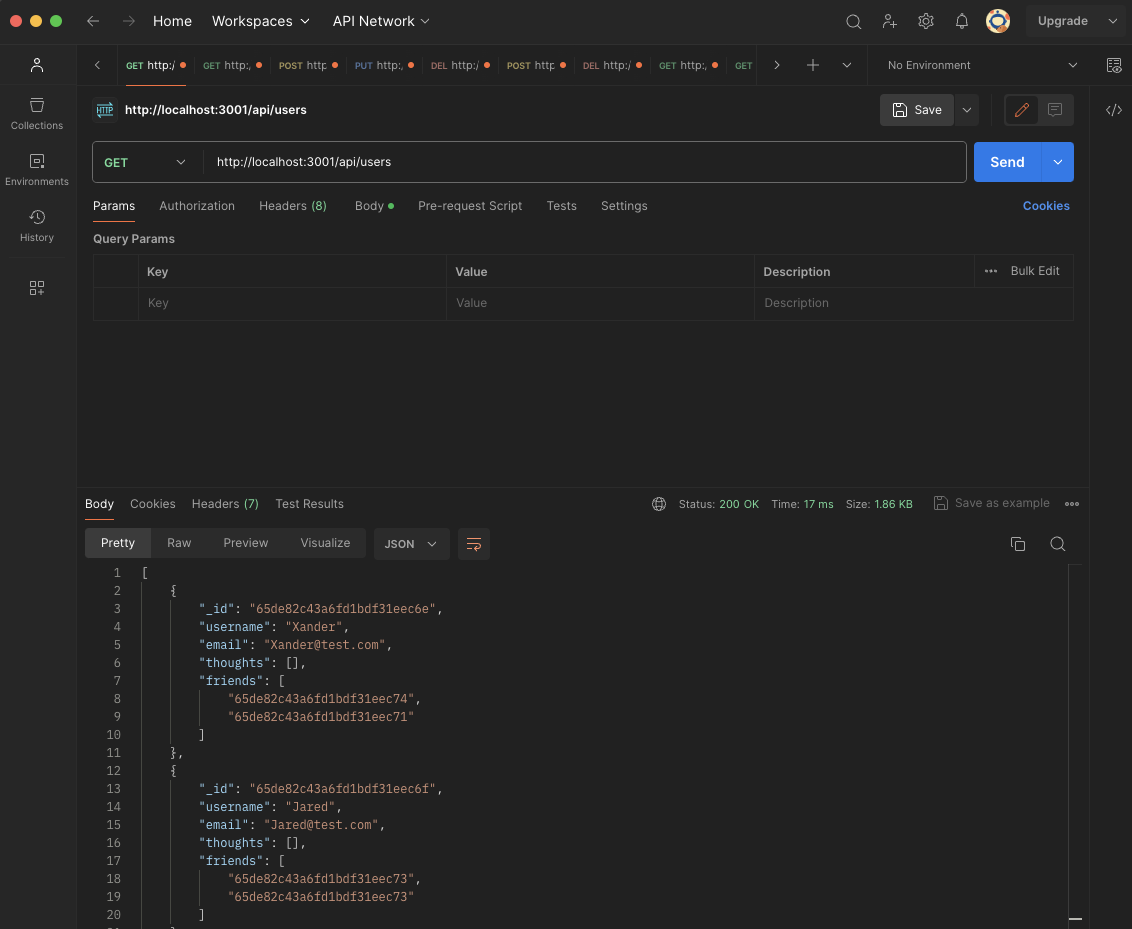 Home Workspaces API Network Upgrade
GET http:/ GET http:, POST http PUT http:, DEL http:/ POST http DEL http:/ GET http:, GET No Environment
HTTP http://localhost:3001/api/users Save
GET http://localhost:3001/api/users Send
Collections
Environments
History
Params Authorization Headers (8) Body Pre-request Script Tests Settings Cookies
Query Params
Key Value Description ••• Bulk Edit
Key Value Description
Body Cookies Headers (7) Test Results Status: 200 OK Time: 17 ms Size: 1.86 KB Save as example •••
Pretty Raw Preview Visualize JSON
1 [
2 {
3 "_id": "65de82c43a6fd1bdf31eec6e",
4 "username": "Xander",
5 "email": "Xander@test.com",
6 "thoughts": [],
7 "friends": [
8 "65de82c43a6fd1bdf31eec74",
9 "65de82c43a6fd1bdf31eec71"
10 ]
11 },
12 {
13 "_id": "65de82c43a6fd1bdf31eec6f",
14 "username": "Jared",
15 "email": "Jared@test.com",
16 "thoughts": [],
17 "friends": [
18 "65de82c43a6fd1bdf31eec73",
19 "65de82c43a6fd1bdf31eec73"
20 ]